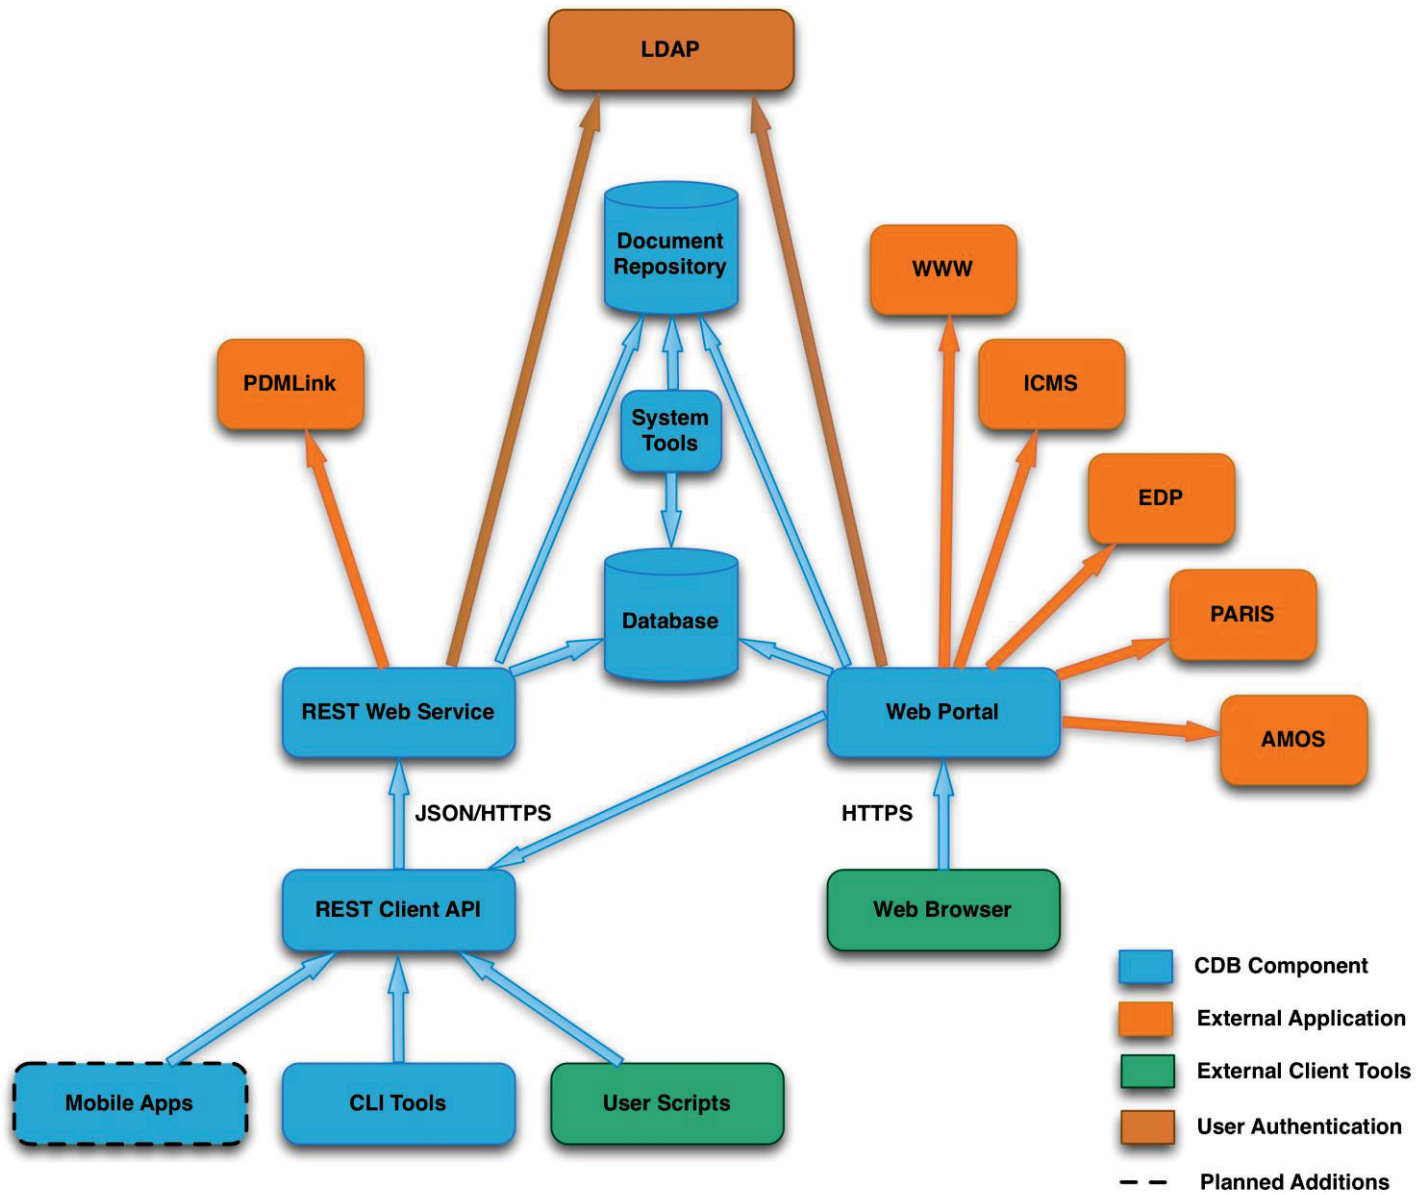 LDAP
Document
Repository
WWW
PDMLink
ICMS
System
Tools
EDP
Database
PARIS
REST Web Service
Web Portal
AMOS
JSON/HTTPS
HTTPS
REST Client API
Web Browser
CDB Component
External Application
External Client Tools
Mobile Apps
CLI Tools
User Scripts
User Authentication
Planned Additions